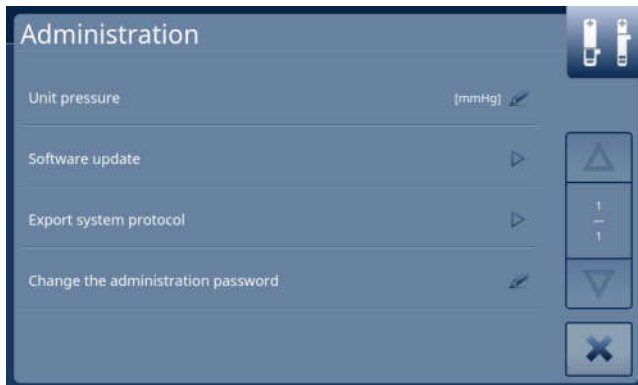 Administration
Unit pressure [mmHg]
Software update
Export system protocol
1
1
Change the administration password